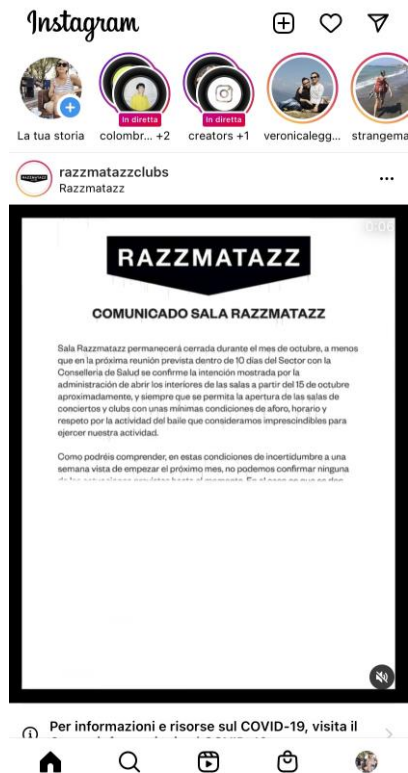 Instagram
In diretta
In diretta
La tua storia
colombr... +2
creators +1
veronicalegg...
strangema
razzmatazzclubs
Razzmatazz
0:06
RAZZMATAZZ
COMUNICADO SALA RAZZMATAZZ
Sala Razzmatazz permanecerá cerrada durante el mes de octubre, a menos
que en la próxima reunión prevista dentro de 10 días del Sector con la
Conselleria de Salud se confirme la intención mostrada por la
administración de abrir los interiores de las salas a partir del 15 de octubre
aproximadamente, y siempre que se permita la apertura de las salas de
conciertos y clubs con unas mínimas condiciones de aforo, horario y
respeto por la actividad del baile que consideramos imprescindibles para
ejercer nuestra actividad.
Como podréis comprender, en estas condiciones de incertidumbre a una
semana vista de empezar el próximo mes, no podemos confirmar ninguna
Per informazioni e risorse sul COVID-19, visita il